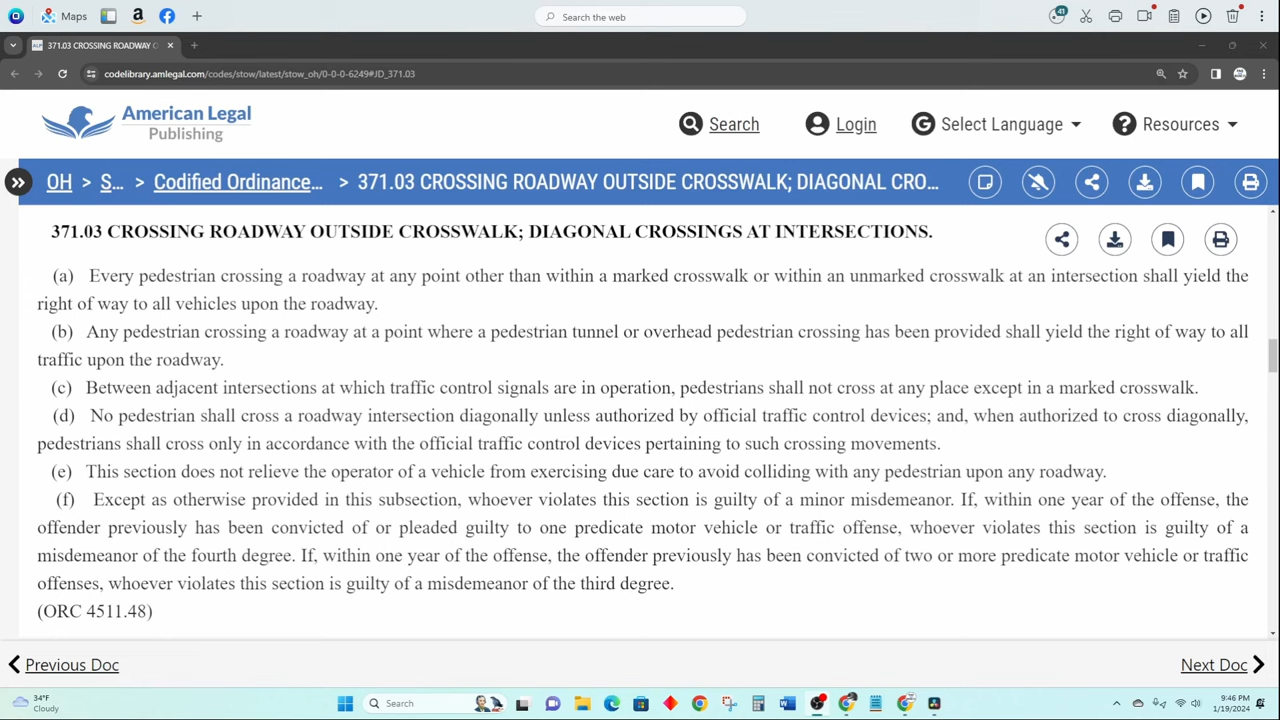 Maps
Search the web
41
371.03 CROSSING ROADWAY O
codelibrary.amlegal.com/codes/stow/latest/stow_oh/0-0-0-6249#JD_371.03
American Legal
Publishing
Search
Login
Select Language
Resources
OH > S... > Codified Ordinance... > 371.03 CROSSING ROADWAY OUTSIDE CROSSWALK; DIAGONAL CRO...
371.03 CROSSING ROADWAY OUTSIDE CROSSWALK; DIAGONAL CROSSINGS AT INTERSECTIONS.
(a) Every pedestrian crossing a roadway at any point other than within a marked crosswalk or within an unmarked crosswalk at an intersection shall yield the
right of way to all vehicles upon the roadway.
(b) Any pedestrian crossing a roadway at a point where a pedestrian tunnel or overhead pedestrian crossing has been provided shall yield the right of way to all
traffic upon the roadway.
(c) Between adjacent intersections at which traffic control signals are in operation, pedestrians shall not cross at any place except in a marked crosswalk.
(d) No pedestrian shall cross a roadway intersection diagonally unless authorized by official traffic control devices; and, when authorized to cross diagonally,
pedestrians shall cross only in accordance with the official traffic control devices pertaining to such crossing movements.
(e) This section does not relieve the operator of a vehicle from exercising due care to avoid colliding with any pedestrian upon any roadway.
(f) Except as otherwise provided in this subsection, whoever violates this section is guilty of a minor misdemeanor. If, within one year of the offense, the
offender previously has been convicted of or pleaded guilty to one predicate motor vehicle or traffic offense, whoever violates this section is guilty of a
misdemeanor of the fourth degree. If, within one year of the offense, the offender previously has been convicted of two or more predicate motor vehicle or traffic
offenses, whoever violates this section is guilty of a misdemeanor of the third degree.
(ORC 4511.48)
Previous Doc
Next Doc
34°F
Cloudy
Search
9:46 PM
1/19/2024